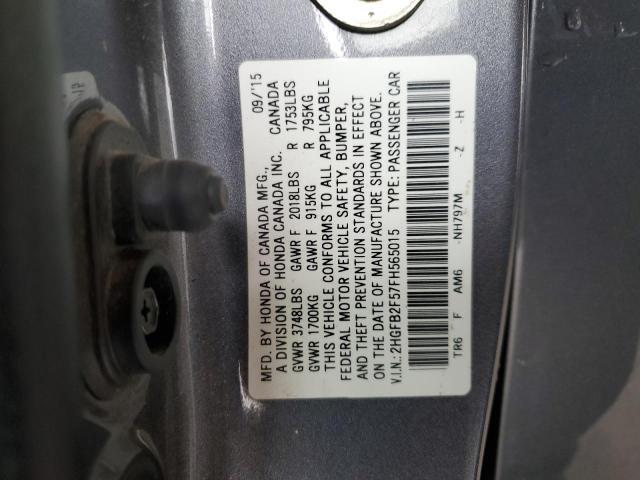 MFD. BY HONDA OF CANADA MFG., 09/'15
A DIVISION OF HONDA CANADA INC. CANADA
GVWR 3748LBS GAWR F 2018LBS R 1753LBS
GVWR 1700KG GAWR F 915KG R 795KG
THIS VEHICLE CONFORMS TO ALL APPLICABLE
FEDERAL MOTOR VEHICLE SAFETY, BUMPER,
AND THEFT PREVENTION STANDARDS IN EFFECT
ON THE DATE OF MANUFACTURE SHOWN ABOVE.
V.I.N.: 2HGFB2F57FH565015 TYPE: PASSENGER CAR
TR6 F AM6 -NH797M -Z -H